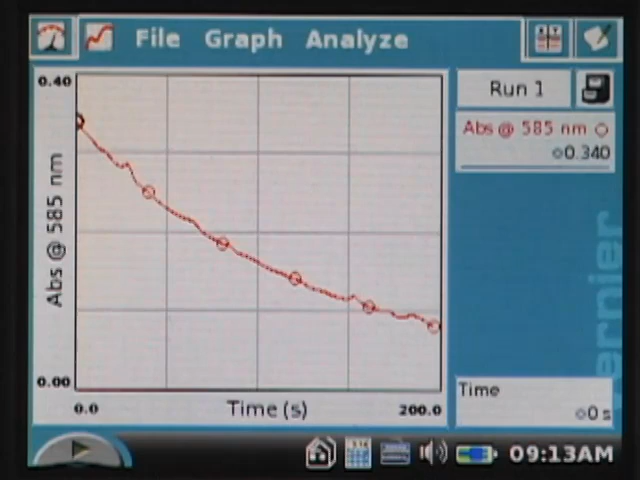 File Graph Analyze
0.40
Abs @ 585 nm
0.00
0.0
Time (s)
200.0
Run 1
Abs @ 585 nm
0.340
ernier
Time
0 s
09:13AM